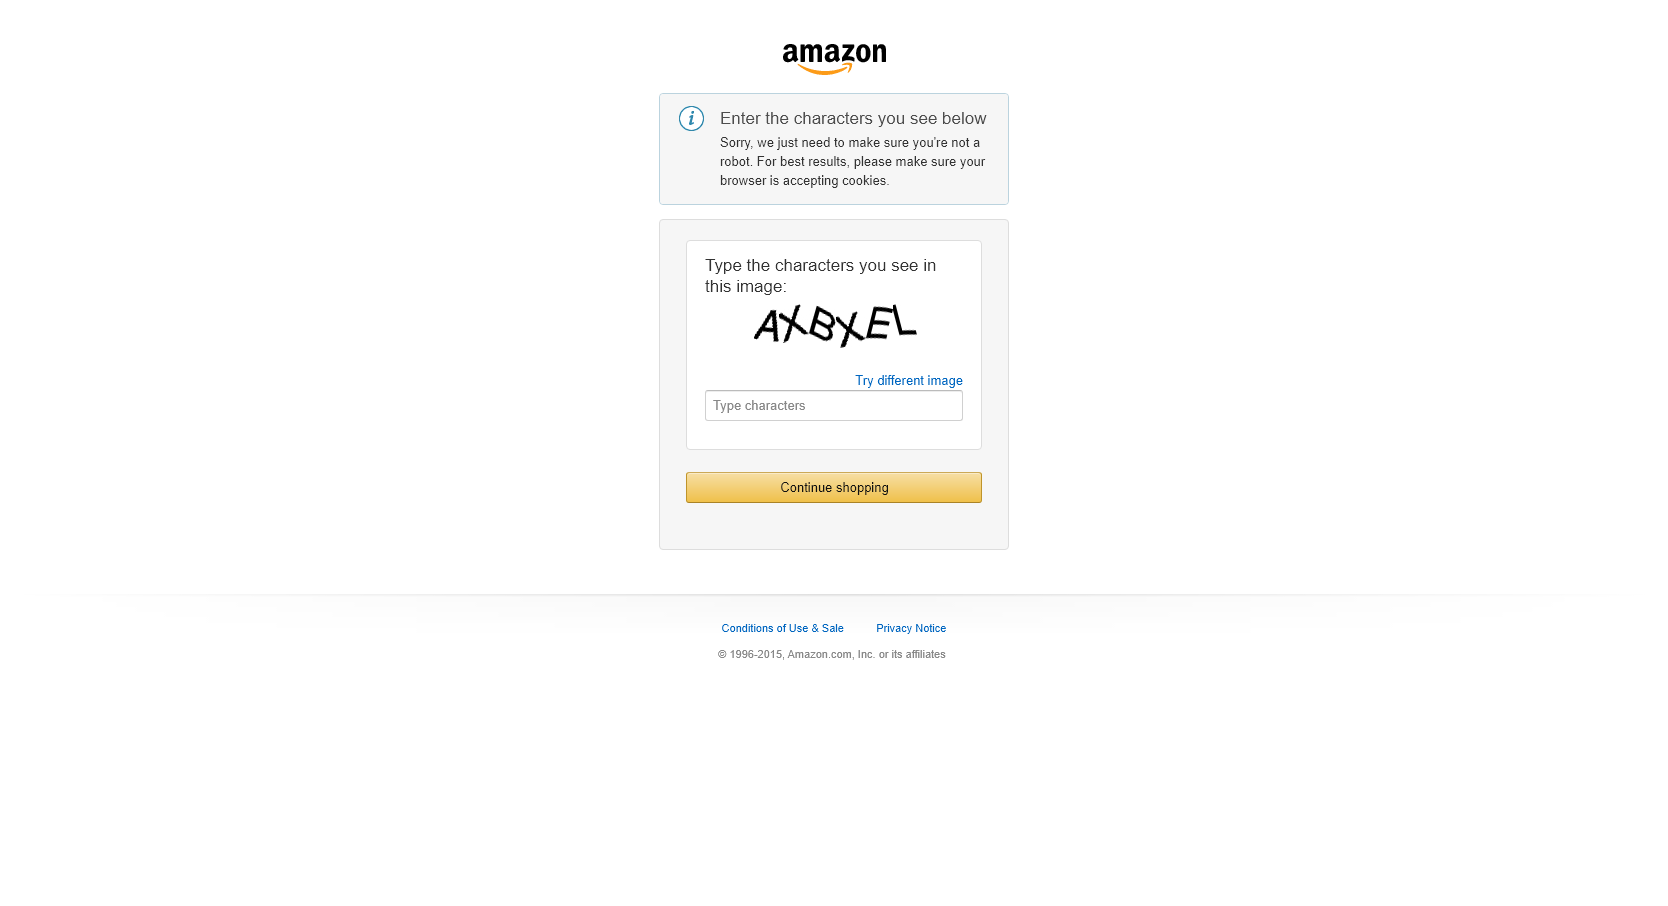 amazon
i
Enter the characters you see below
Sorry, we just need to make sure you're not a
robot. For best results, please make sure your
browser is accepting cookies.
Type the characters you see in
this image:
AXBXEL
Try different image
Type characters
Continue shopping
Conditions of Use & Sale Privacy Notice
© 1996-2015, Amazon.com, Inc. or its affiliates